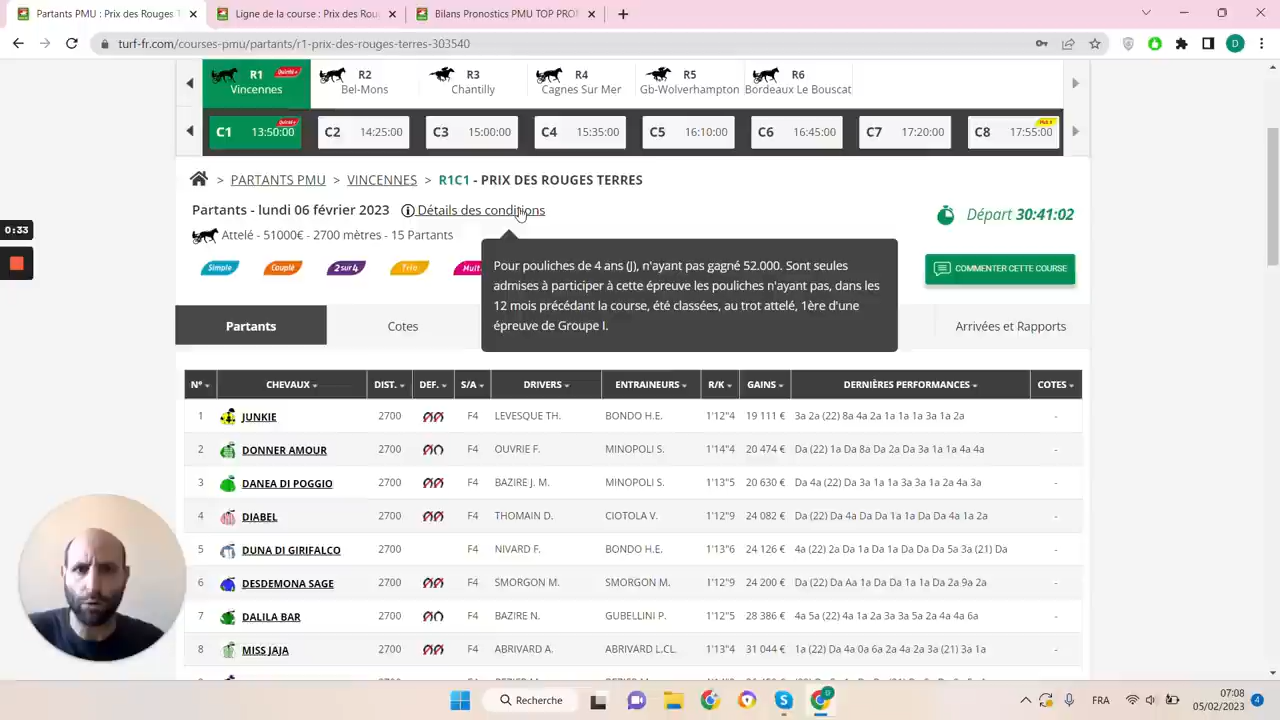 Partants PMU : Vincennes - R1
Ligne de Course : R1C1
BILAN PRONOSTICS PMU TOP PRO
turf-fr.com/courses-pmu/partants/r1-prix-des-rouges-terres-303540
D
R1 Quinté+
Vincennes
R2
Bel-Mons
R3
Chantilly
R4
Cagnes Sur Mer
R5
Gb-Wolverhampton
R6
Bordeaux Le Bouscat
C1 13:50:00 Quinté+
C2 14:25:00
C3 15:00:00
C4 15:35:00
C5 16:10:00
C6 16:45:00
C7 17:20:00
C8 17:55:00
> PARTANTS PMU > VINCENNES > R1C1 - PRIX DES ROUGES TERRES
Partants - lundi 06 février 2023 Détails des conditions
Départ 30:41:02
0:33
Attelé - 51000€ - 2700 mètres - 15 Partants
Simple Couplé 2 sur 4 Trio Mult
Pour pouliches de 4 ans (J), n'ayant pas gagné 52.000. Sont seules
admises à participer à cette épreuve les pouliches n'ayant pas, dans les
12 mois précédant la course, été classées, au trot attelé, 1ère d'une
épreuve de Groupe I.
COMMENTER CETTE COURSE
Partants Cotes Arrivées et Rapports
N° CHEVAUX DIST. DEF. S/A DRIVERS ENTRAINEURS R/K GAINS DERNIÈRES PERFORMANCES COTES
1 JUNKIE 2700 F4 LEVESQUE TH. BONDO H.E. 1'12"4 19 111 € 3a 2a (22) 8a 4a 2a 1a 1a 1a 3a 1a 2a -
2 DONNER AMOUR 2700 F4 OUVRIE F. MINOPOLI S. 1'14"4 20 474 € Da (22) 1a Da 8a Da 2a Da 3a 1a 1a 4a 4a -
3 DANEA DI POGGIO 2700 F4 BAZIRE J. M. MINOPOLI S. 1'13"5 20 630 € Da 4a (22) Da 3a 1a 1a 3a 3a 1a 2a 4a 3a -
4 DIABEL 2700 F4 THOMAIN D. CIOTOLA V. 1'12"9 24 082 € Da (22) Da 4a Da Da 1a 1a Da Da 4a 1a 2a -
5 DUNA DI GIRIFALCO 2700 F4 NIVARD F. BONDO H.E. 1'13"6 24 126 € 4a (22) 2a Da 1a Da 1a Da Da Da 5a 3a (21) Da -
6 DESDEMONA SAGE 2700 F4 SMORGON M. SMORGON M. 1'12"9 24 200 € Da (22) Da Aa 1a Da Da 1a 1a Da 2a 9a 2a -
7 DALILA BAR 2700 F4 BAZIRE N. GUBELLINI P. 1'12"5 28 386 € 4a 5a (22) 4a 1a 2a 3a 3a 5a 2a 4a 4a 6a -
8 MISS JAJA 2700 F4 ABRIVARD A. ABRIVARD L.CL. 1'13"4 31 044 € 1a (22) Da 4a 0a 6a 2a 4a 2a 3a (21) 3a 1a -
Recherche
FRA
07:08
05/02/2023
4